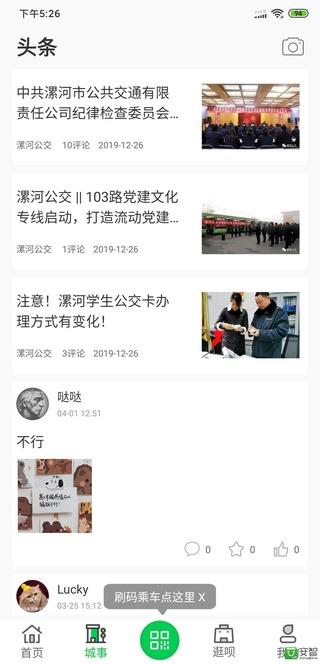 下午5:26
94
头条
中共漯河市公共交通有限
责任公司纪律检查委员会...
漯河公交 10评论 2019-12-26
漯河公交 || 103路党建文化
专线启动，打造流动党建...
漯河公交 1评论 2019-12-26
注意！漯河学生公交卡办
理方式有变化！
漯河公交 3评论 2019-12-26
哒哒
04-01 12:51
不行
0 0 0
Lucky
03-25 15:12
刷码乘车点这里 X
首页 城事 逛呗 我
安智